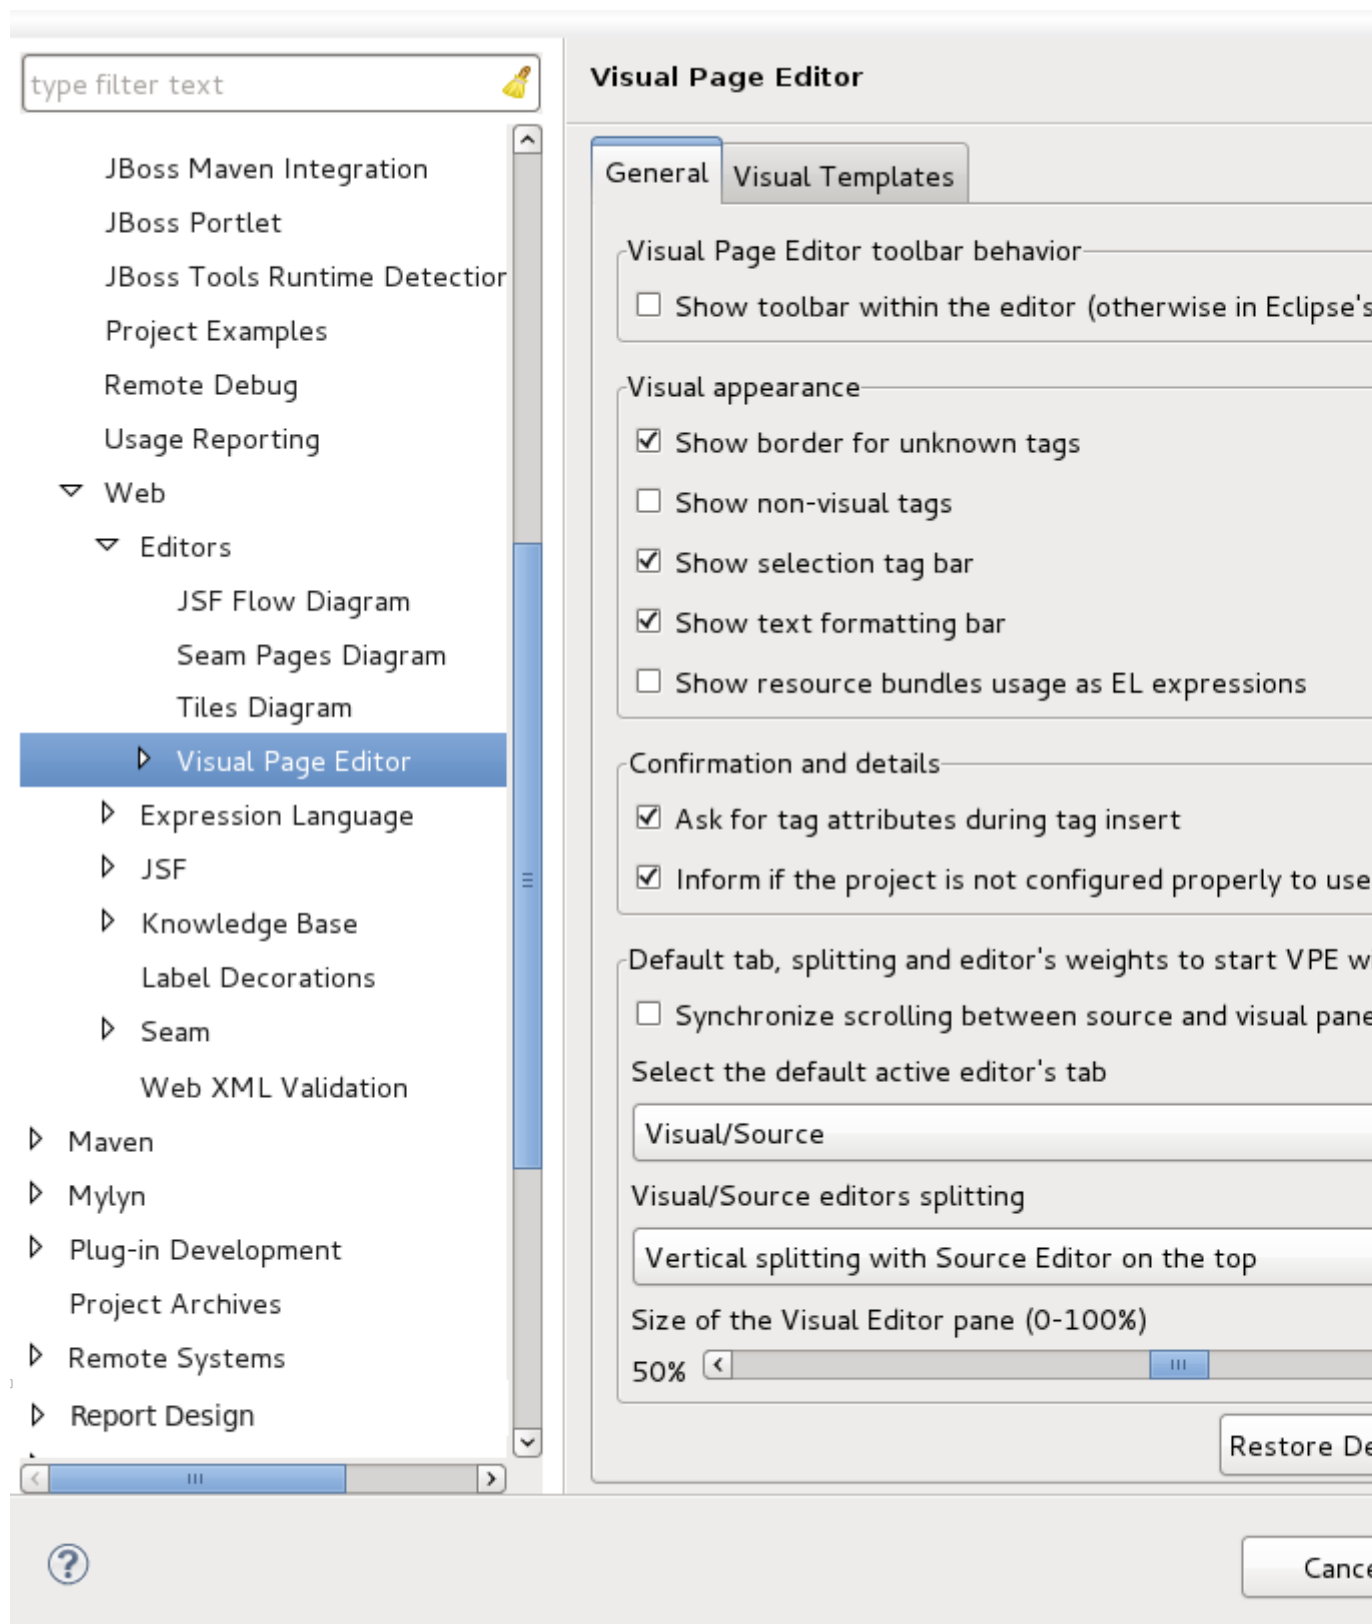 type filter text
JBoss Maven Integration
JBoss Portlet
JBoss Tools Runtime Detection
Project Examples
Remote Debug
Usage Reporting
Web
Editors
JSF Flow Diagram
Seam Pages Diagram
Tiles Diagram
Visual Page Editor
Expression Language
JSF
Knowledge Base
Label Decorations
Seam
Web XML Validation
Maven
Mylyn
Plug-in Development
Project Archives
Remote Systems
Report Design
Visual Page Editor
General Visual Templates
Visual Page Editor toolbar behavior
Show toolbar within the editor (otherwise in Eclipse's
Visual appearance
Show border for unknown tags
Show non-visual tags
Show selection tag bar
Show text formatting bar
Show resource bundles usage as EL expressions
Confirmation and details
Ask for tag attributes during tag insert
Inform if the project is not configured properly to use
Default tab, splitting and editor's weights to start VPE w
Synchronize scrolling between source and visual pane
Select the default active editor's tab
Visual/Source
Visual/Source editors splitting
Vertical splitting with Source Editor on the top
Size of the Visual Editor pane (0-100%)
50%
Restore De
Cance